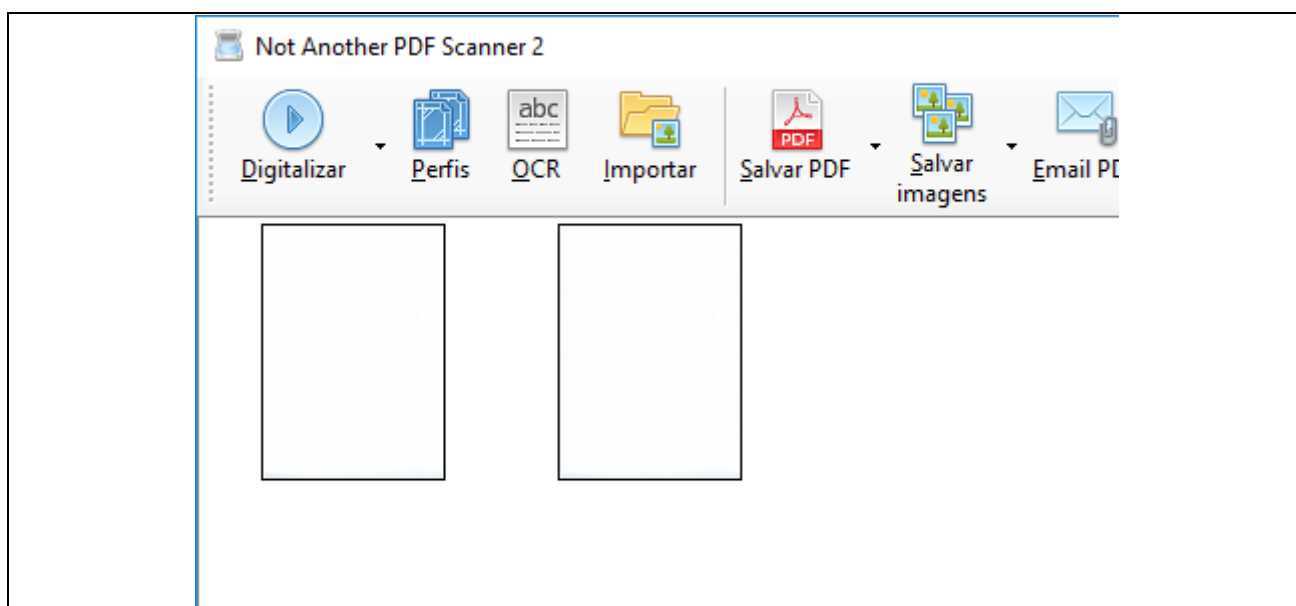 Not Another PDF Scanner 2
abc
PDF
Digitalizar Perfis OCR Importar Salvar PDF Salvar imagens Email PD